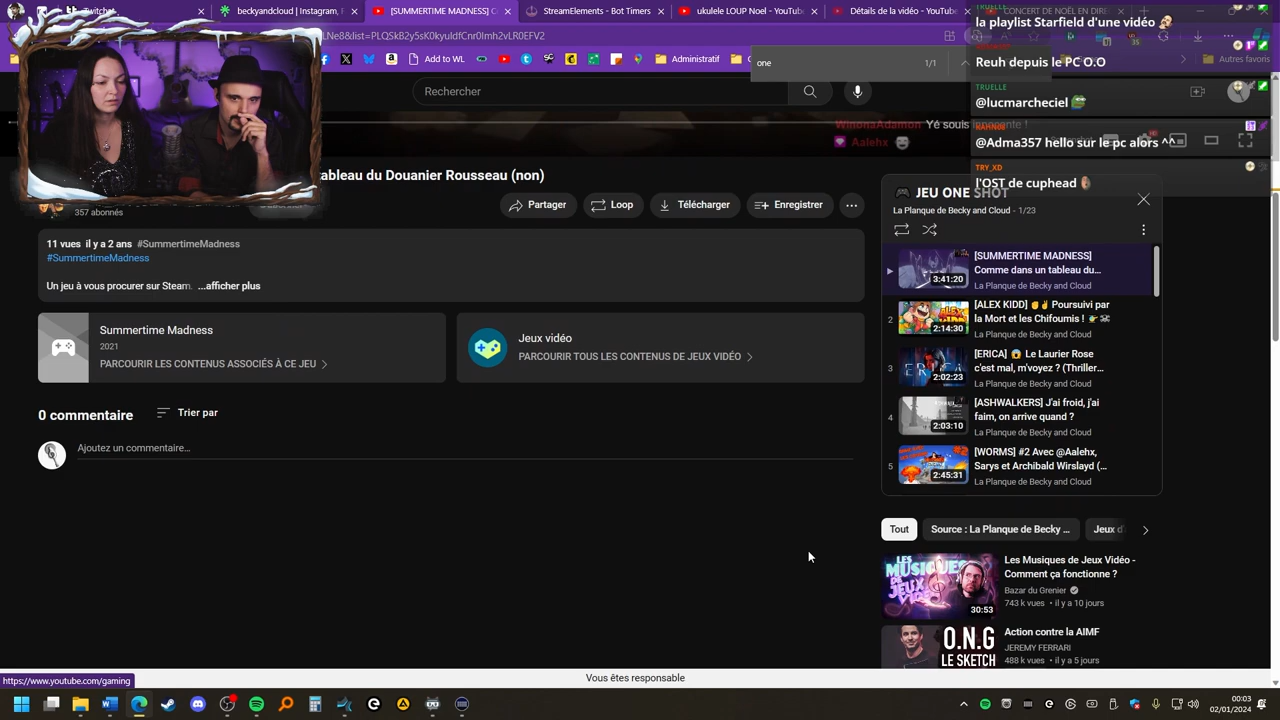 Twitch
beckyandcloud | Instagram, F
[SUMMERTIME MADNESS] C
StreamElements - Bot Timers
ukulele LOUP Noel - YouTube
Détails de la vidéo - YouTube
CONCERT DE NOËL EN DIRE
LNe8&list=PLQSkB2y5sK0kyuldfCnr0Imh2vLR0EFV2
Add to WL
Administratif
Autres favoris
one
1/1
Rechercher
TRUELLE
la playlist Starfield d'une vidéo
Reuh depuis le PC O.O
TRUELLE
@lucmarcheciel
WinonaAdamon Yé souis innocente !
Aalehx
@Adma357 hello sur le pc alors ^^
TRY_XD
l'OST de cuphead
tableau du Douanier Rousseau (non)
357 abonnés
Partager
Loop
Télécharger
Enregistrer
11 vues il y a 2 ans #SummertimeMadness
#SummertimeMadness
Un jeu à vous procurer sur Steam. ...afficher plus
Summertime Madness
2021
PARCOURIR LES CONTENUS ASSOCIÉS À CE JEU
Jeux vidéo
PARCOURIR TOUS LES CONTENUS DE JEUX VIDÉO
0 commentaire
Trier par
Ajoutez un commentaire...
JEU ONE SHOT
La Planque de Becky and Cloud - 1/23
[SUMMERTIME MADNESS]
Comme dans un tableau du...
La Planque de Becky and Cloud
3:41:20
2
[ALEX KIDD] Poursuivi par
la Mort et les Chifoumis !
La Planque de Becky and Cloud
2:14:30
3
[ERICA] Le Laurier Rose
c'est mal, m'voyez ? (Thriller...
La Planque de Becky and Cloud
2:02:23
4
[ASHWALKERS] J'ai froid, j'ai
faim, on arrive quand ?
La Planque de Becky and Cloud
2:03:10
5
[WORMS] #2 Avec @Aalehx,
Sarys et Archibald Wirslayd (...
La Planque de Becky and Cloud
2:45:31
Tout
Source : La Planque de Becky ...
Jeux d'
LES MUSIQUES DE JEUX VIDÉO
30:53
Les Musiques de Jeux Vidéo -
Comment ça fonctionne ?
Bazar du Grenier
743 k vues • il y a 10 jours
O.N.G
LE SKETCH
Action contre la AIMF
JEREMY FERRARI
488 k vues • il y a 5 jours
https://www.youtube.com/gaming
Vous êtes responsable
00:03
02/01/2024